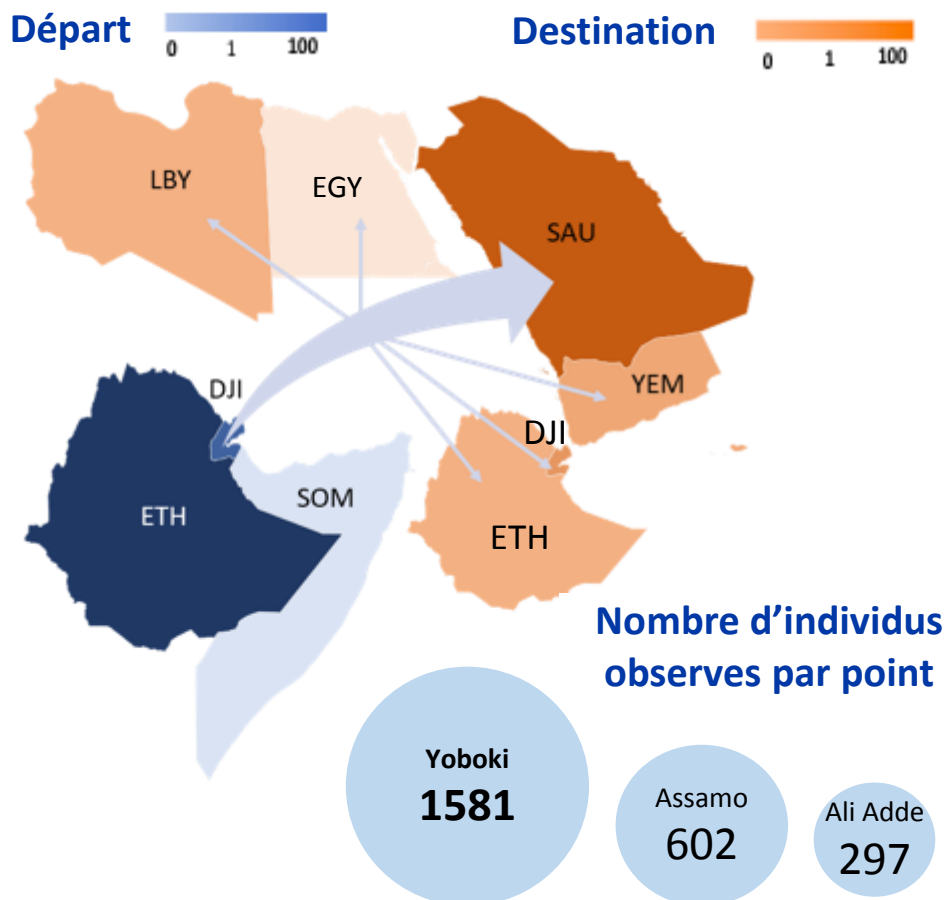 Départ
0 1 100
Destination
0 1 100
LBY
EGY
SAU
YEM
DJI
ETH
SOM
DJI
ETH
Nombre d'individus
observes par point
Yoboki
1581
Assamo
602
Ali Adde
297